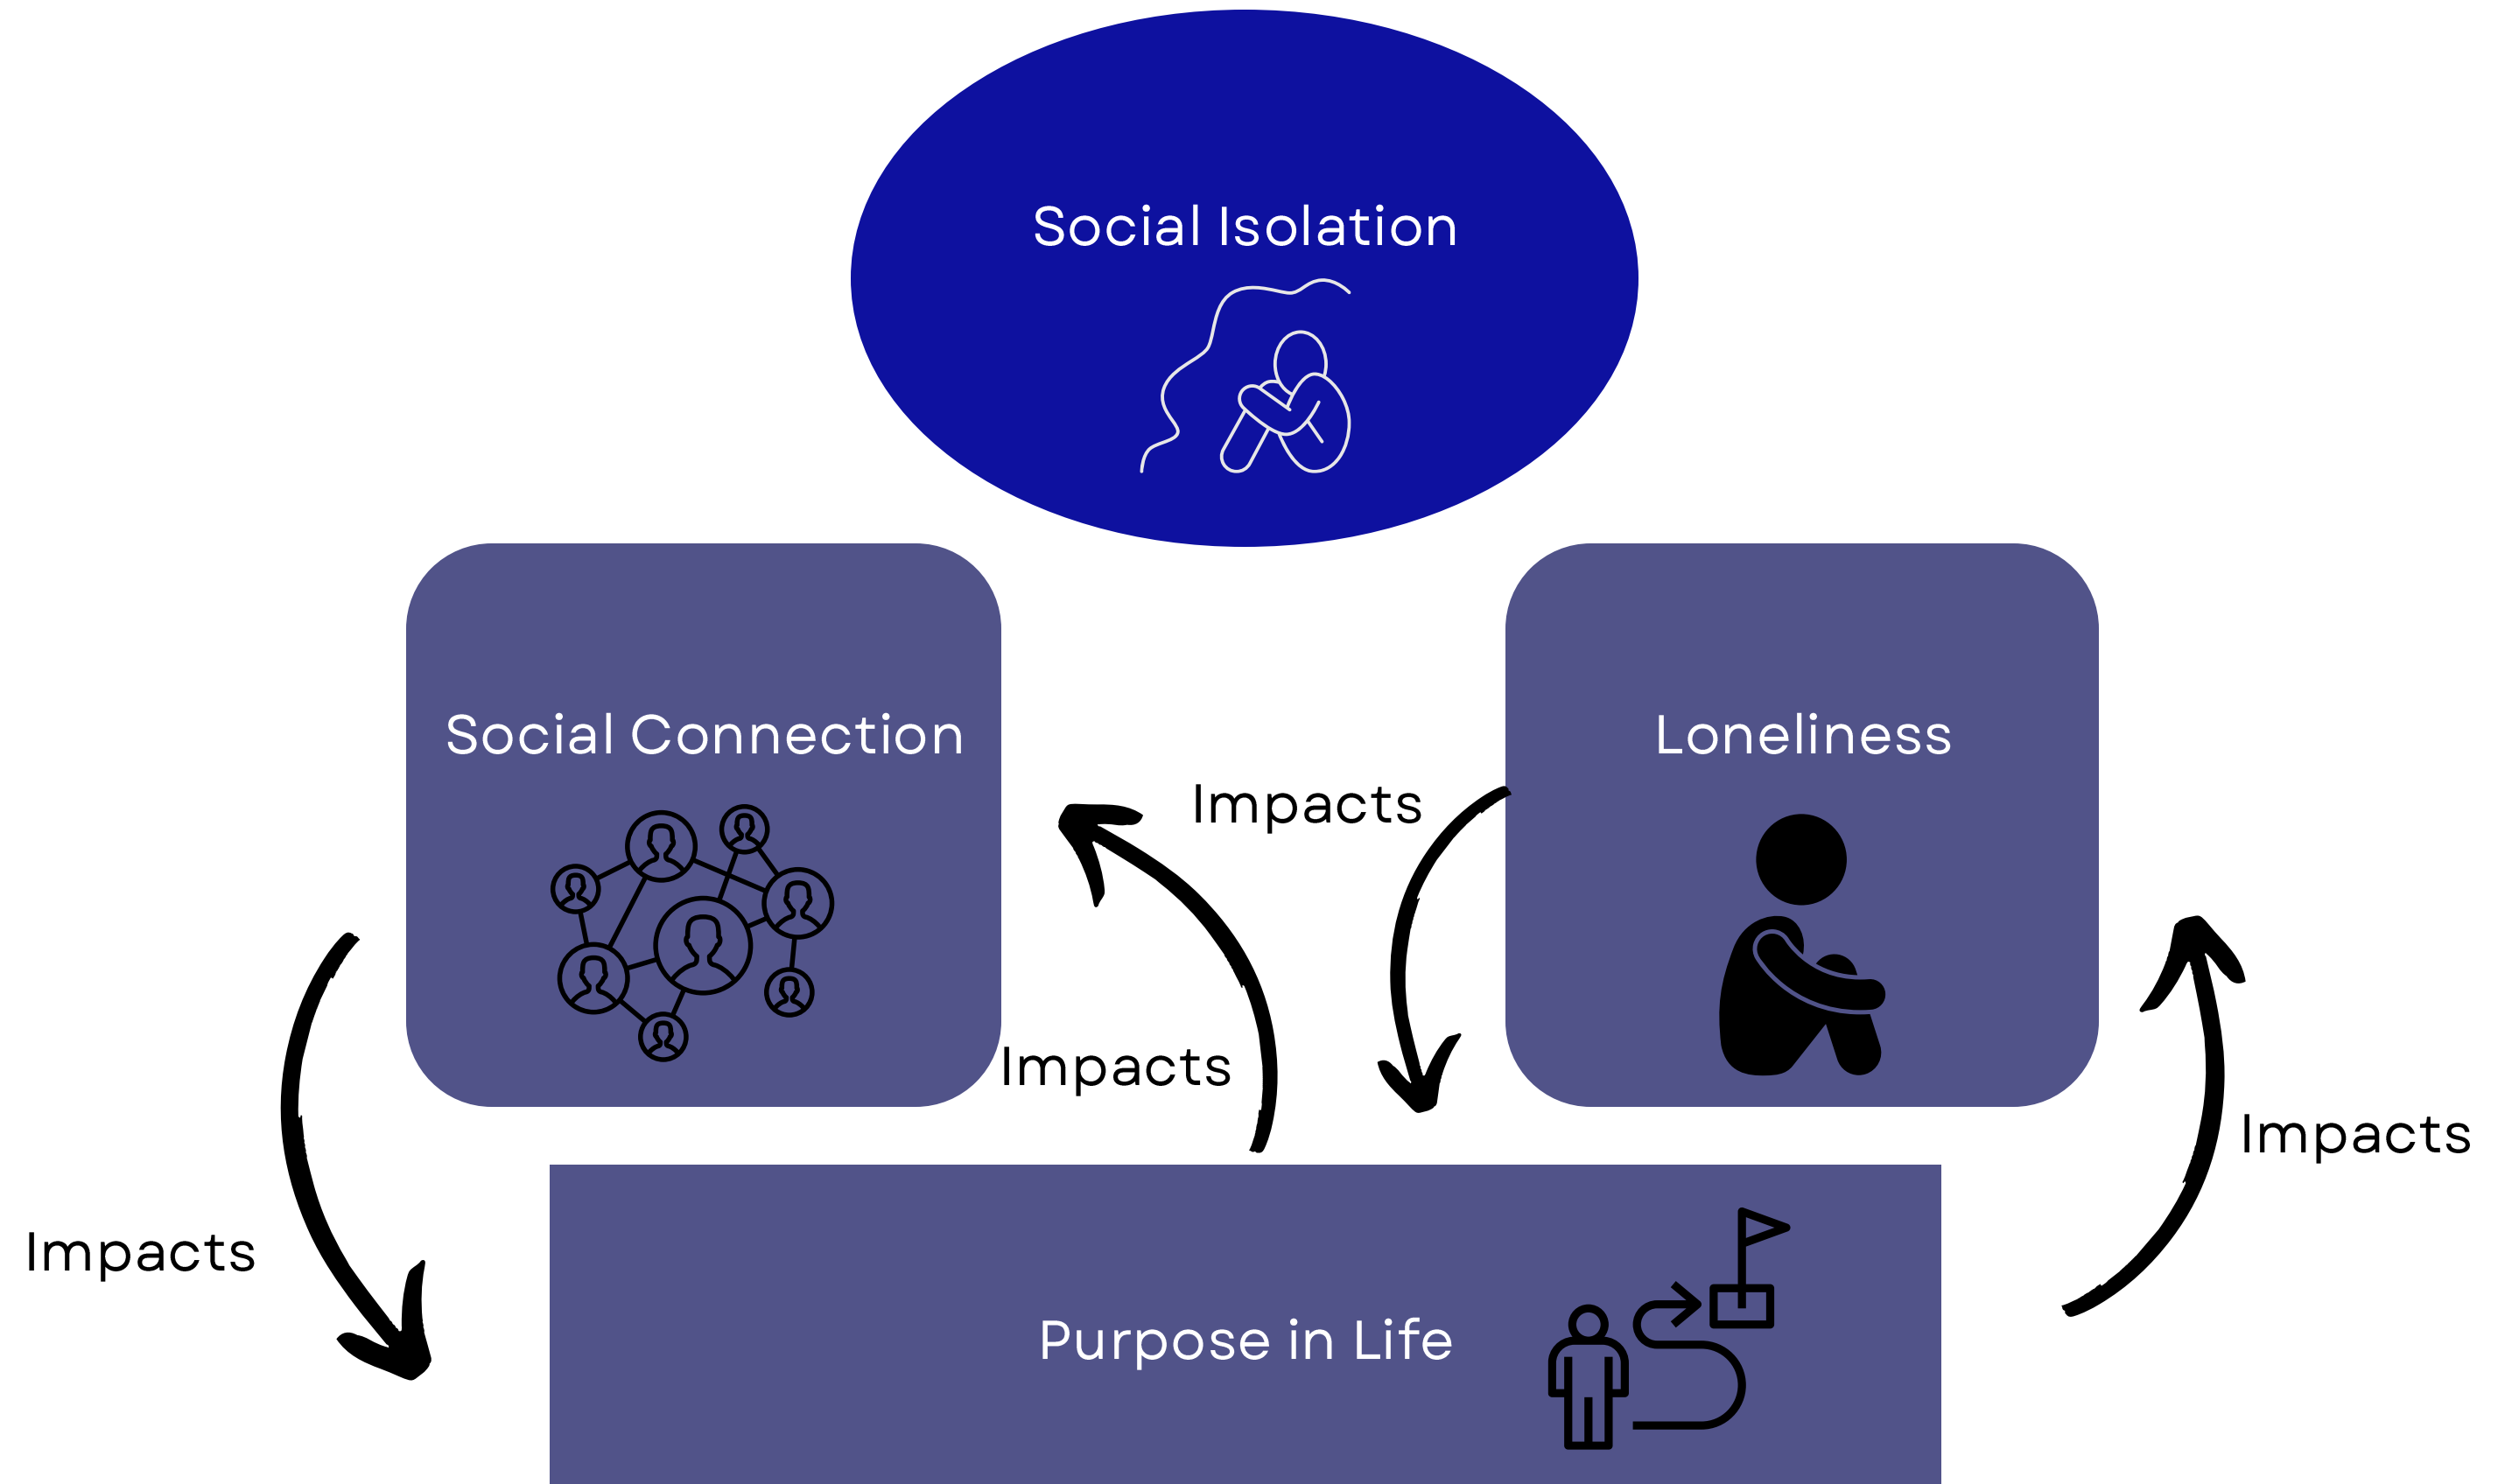 Social Isolation
Social Connection
Loneliness
Impacts
Impacts
Impacts
Impacts
Purpose in Life